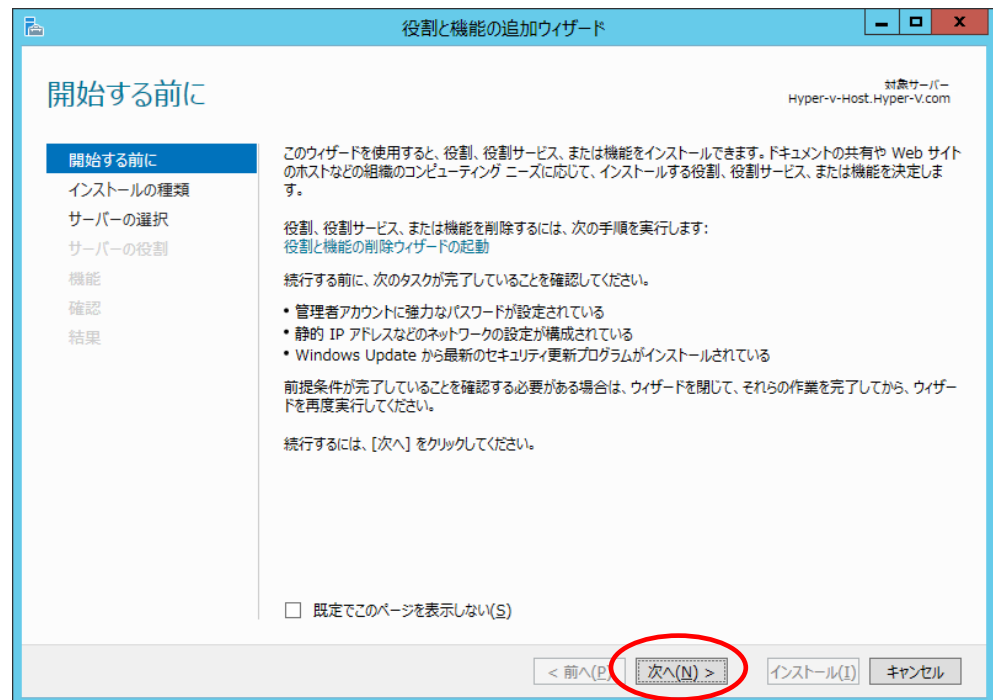 役割と機能の追加ウィザード
開始する前に
対象サーバー
Hyper-v-Host.Hyper-V.com
開始する前に
インストールの種類
サーバーの選択
サーバーの役割
機能
確認
結果
このウィザードを使用すると、役割、役割サービス、または機能をインストールできます。ドキュメントの共有や Web サイト
のホストなどの組織のコンピューティング ニーズに応じて、インストールする役割、役割サービス、または機能を決定しま
す。
役割、役割サービス、または機能を削除するには、次の手順を実行します:
役割と機能の削除ウィザードの起動
続行する前に、次のタスクが完了していることを確認してください。
• 管理者アカウントに強力なパスワードが設定されている
• 静的 IP アドレスなどのネットワークの設定が構成されている
• Windows Update から最新のセキュリティ更新プログラムがインストールされている
前提条件が完了していることを確認する必要がある場合は、ウィザードを閉じて、それらの作業を完了してから、ウィザー
ドを再度実行してください。
続行するには、[次へ] をクリックしてください。
既定でこのページを表示しない(S)
< 前へ(P)
次へ(N) >
インストール(I)
キャンセル